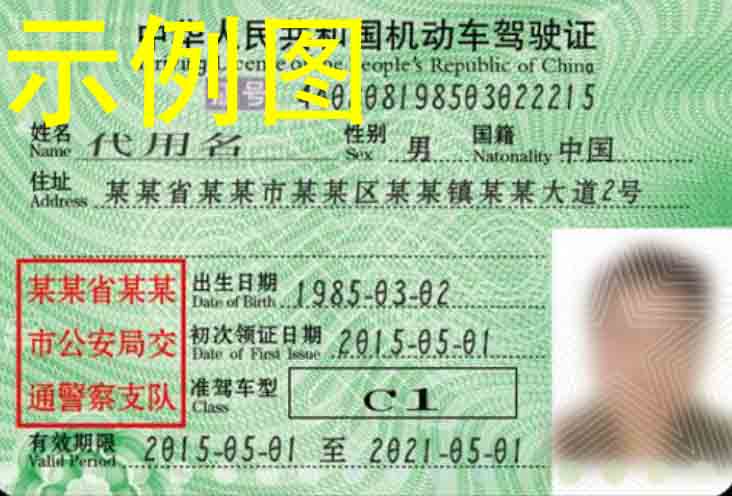 示例图
中华人民共和国机动车驾驶证
Driving License of the People's Republic of China
证号 198503022215
姓名 代用名 性别 男 国籍 中国
Name Sex Natonality
住址 某某省某某市某某区某某镇某某大道2号
Address
某某省某某
市公安局交
通警察支队
出生日期 1985-03-02
Date of Birth
初次领证日期 2015-05-01
Date of First Issue
准驾车型 C1
Class
有效期限 2015-05-01 至 2021-05-01
Valid Period